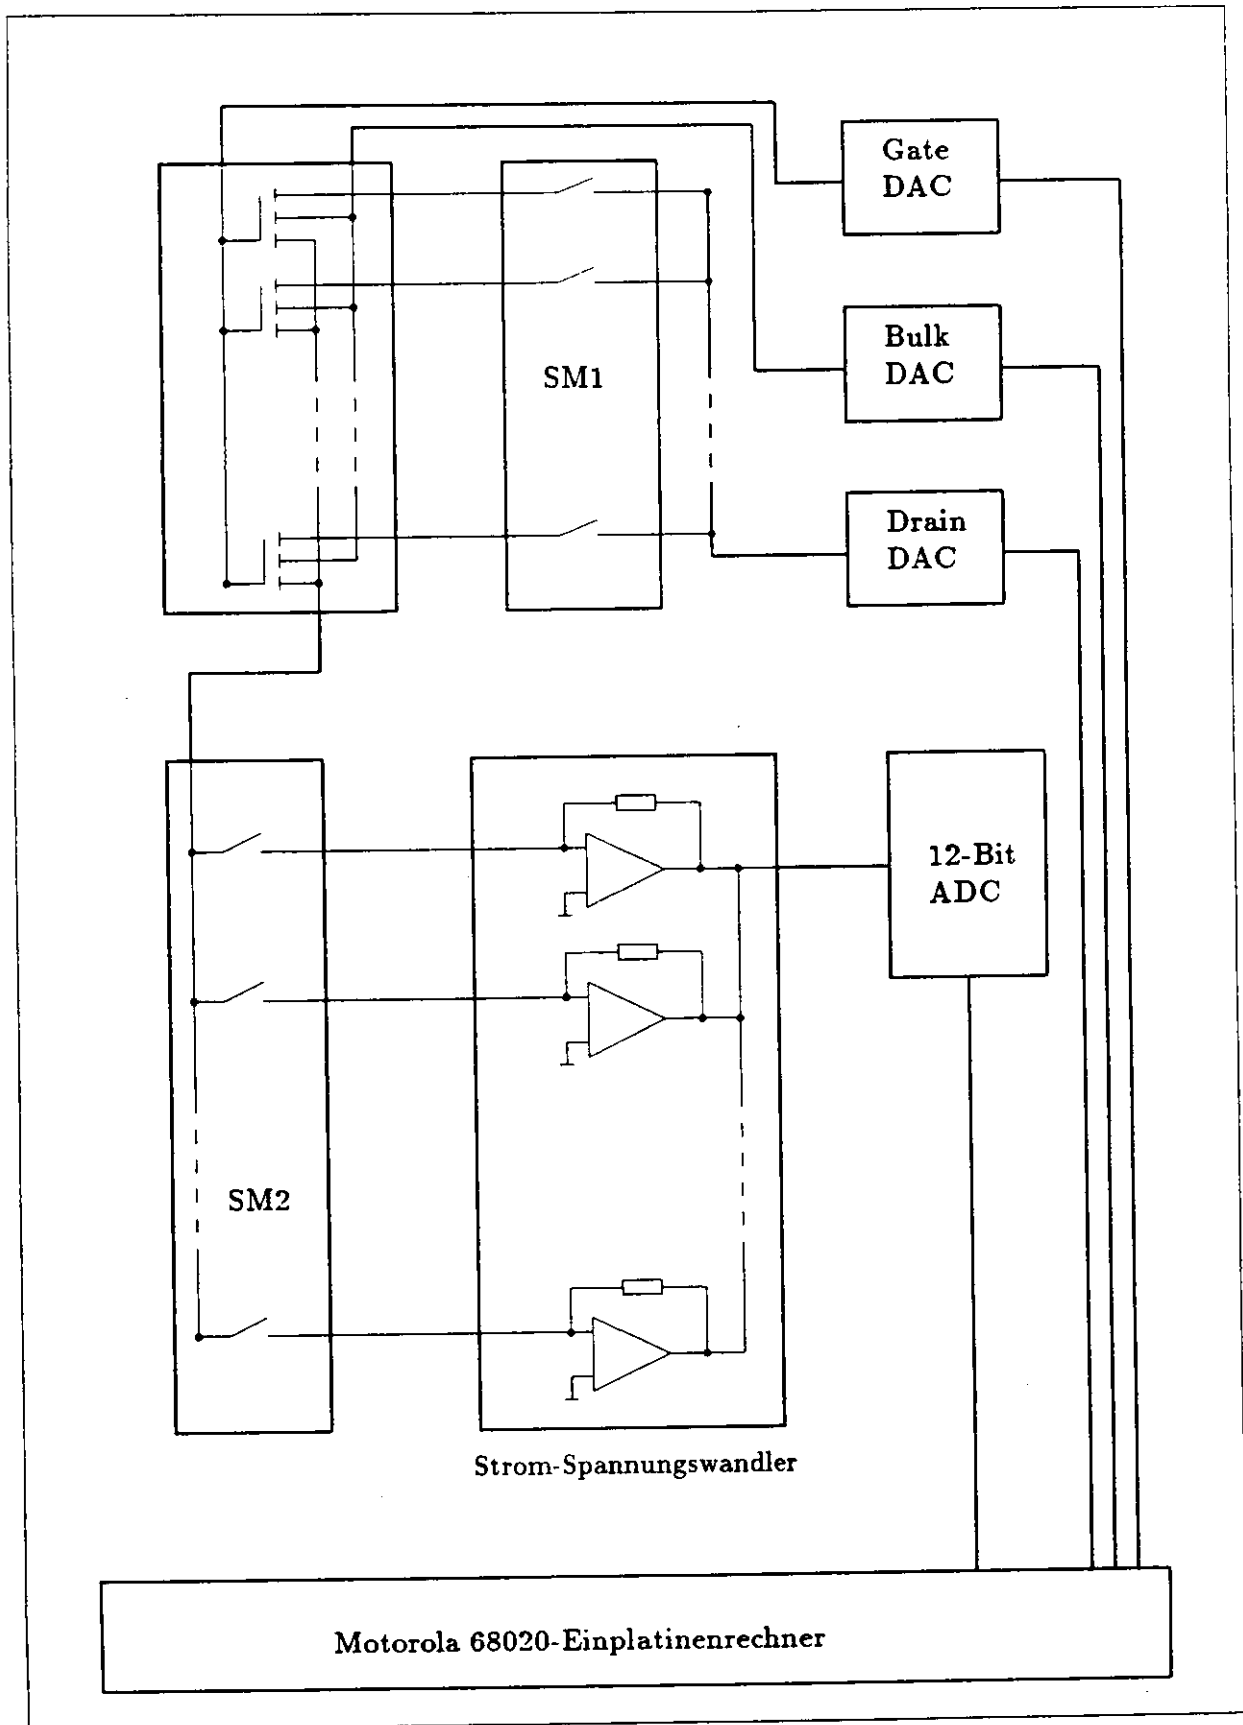 Gate
DAC
Bulk
DAC
SM1
Drain
DAC
12-Bit
ADC
SM2
Strom-Spannungswandler
Motorola 68020-Einplatinenrechner